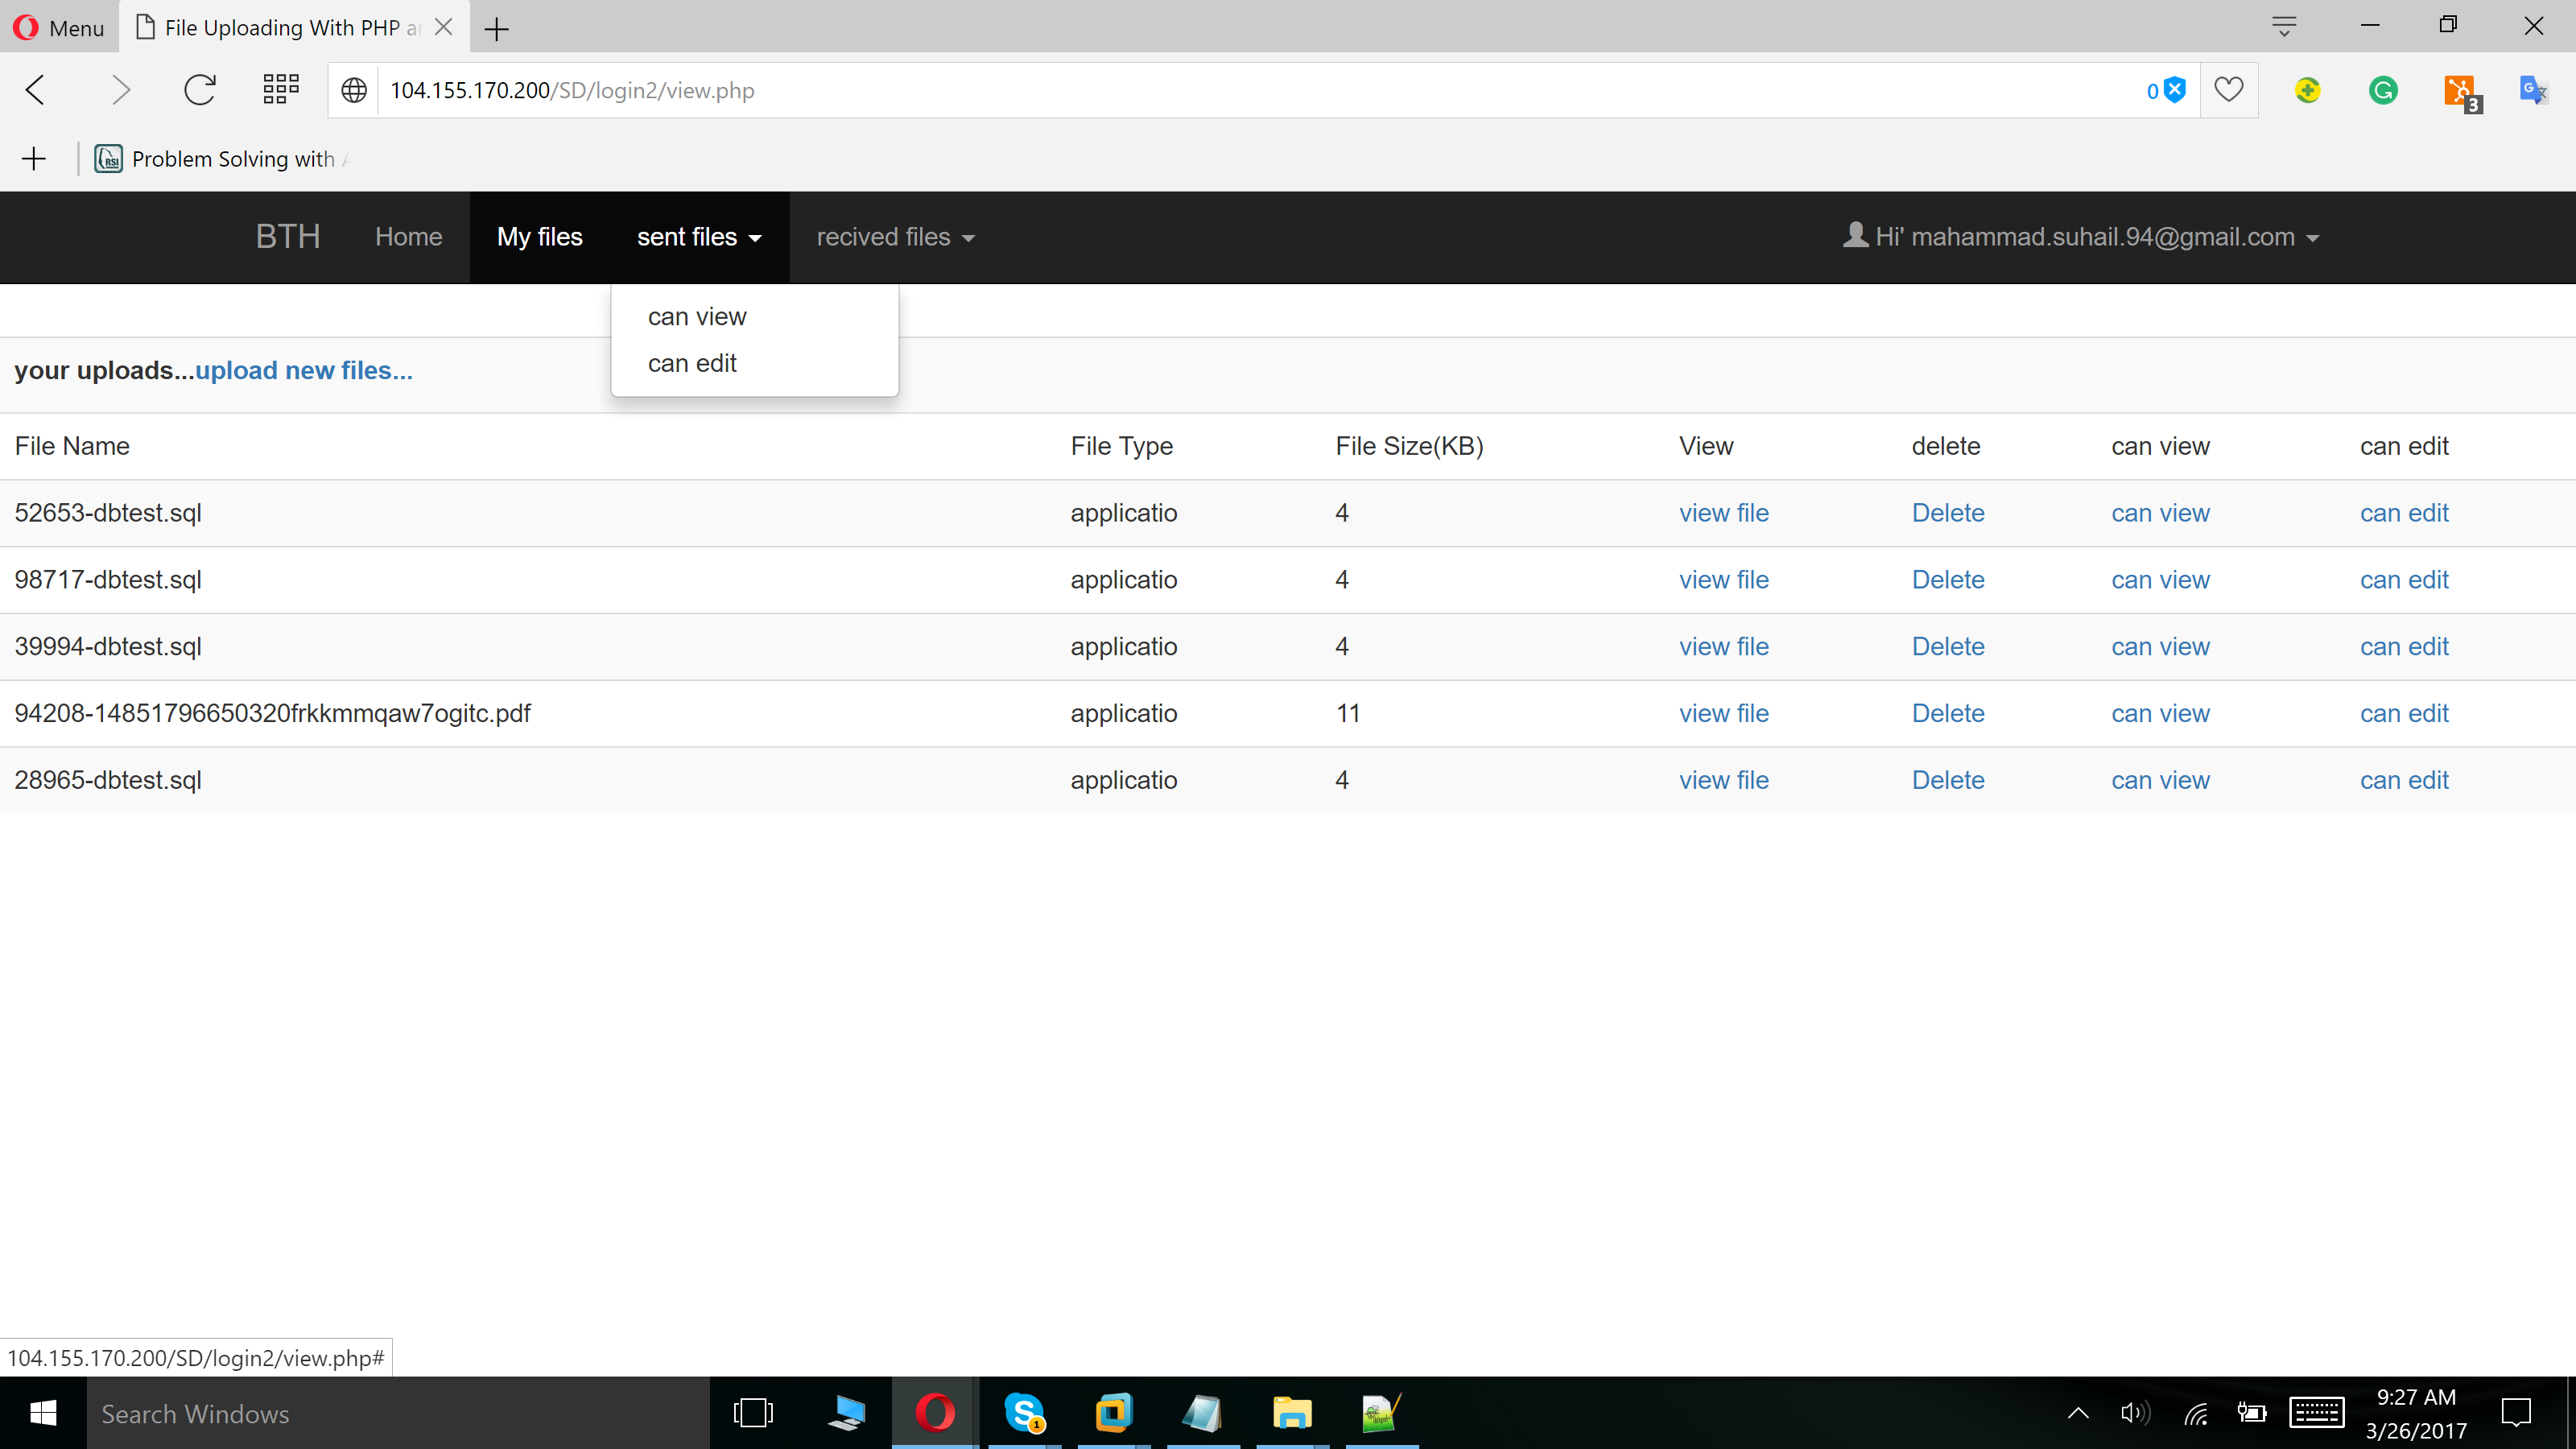 Menu
File Uploading With PHP
104.155.170.200/SD/login2/view.php
0
3
Problem Solving with
BTH Home My files sent files recived files Hi' mahammad.suhail.94@gmail.com
can view
can edit
your uploads...upload new files...
File Name File Type File Size(KB) View delete can view can edit
52653-dbtest.sql applicatio 4 view file Delete can view can edit
98717-dbtest.sql applicatio 4 view file Delete can view can edit
39994-dbtest.sql applicatio 4 view file Delete can view can edit
94208-14851796650320frkkmmqaw7ogitc.pdf applicatio 11 view file Delete can view can edit
28965-dbtest.sql applicatio 4 view file Delete can view can edit
104.155.170.200/SD/login2/view.php#
Search Windows
9:27 AM
3/26/2017